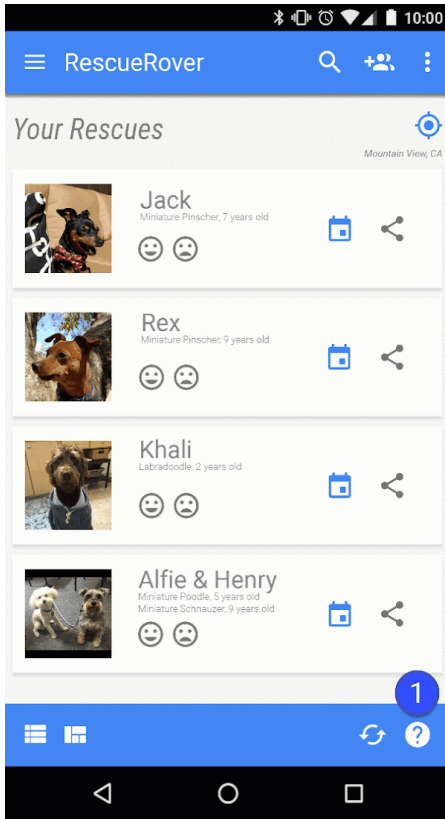 10:00
RescueRover
Your Rescues
Mountain View, CA
Jack
Miniature Pinscher, 7 years old
Rex
Miniature Pinscher, 9 years old
Khali
Labradoodle, 2 years old
Alfie & Henry
Miniature Poodle, 5 years old
Miniature Schnauzer, 9 years old
1
?